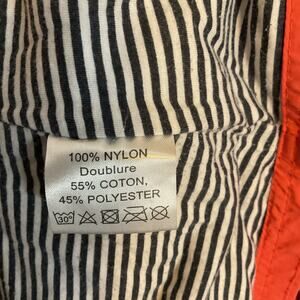 100% NYLON
Doublure
55% COTON,
45% POLYESTER
30°